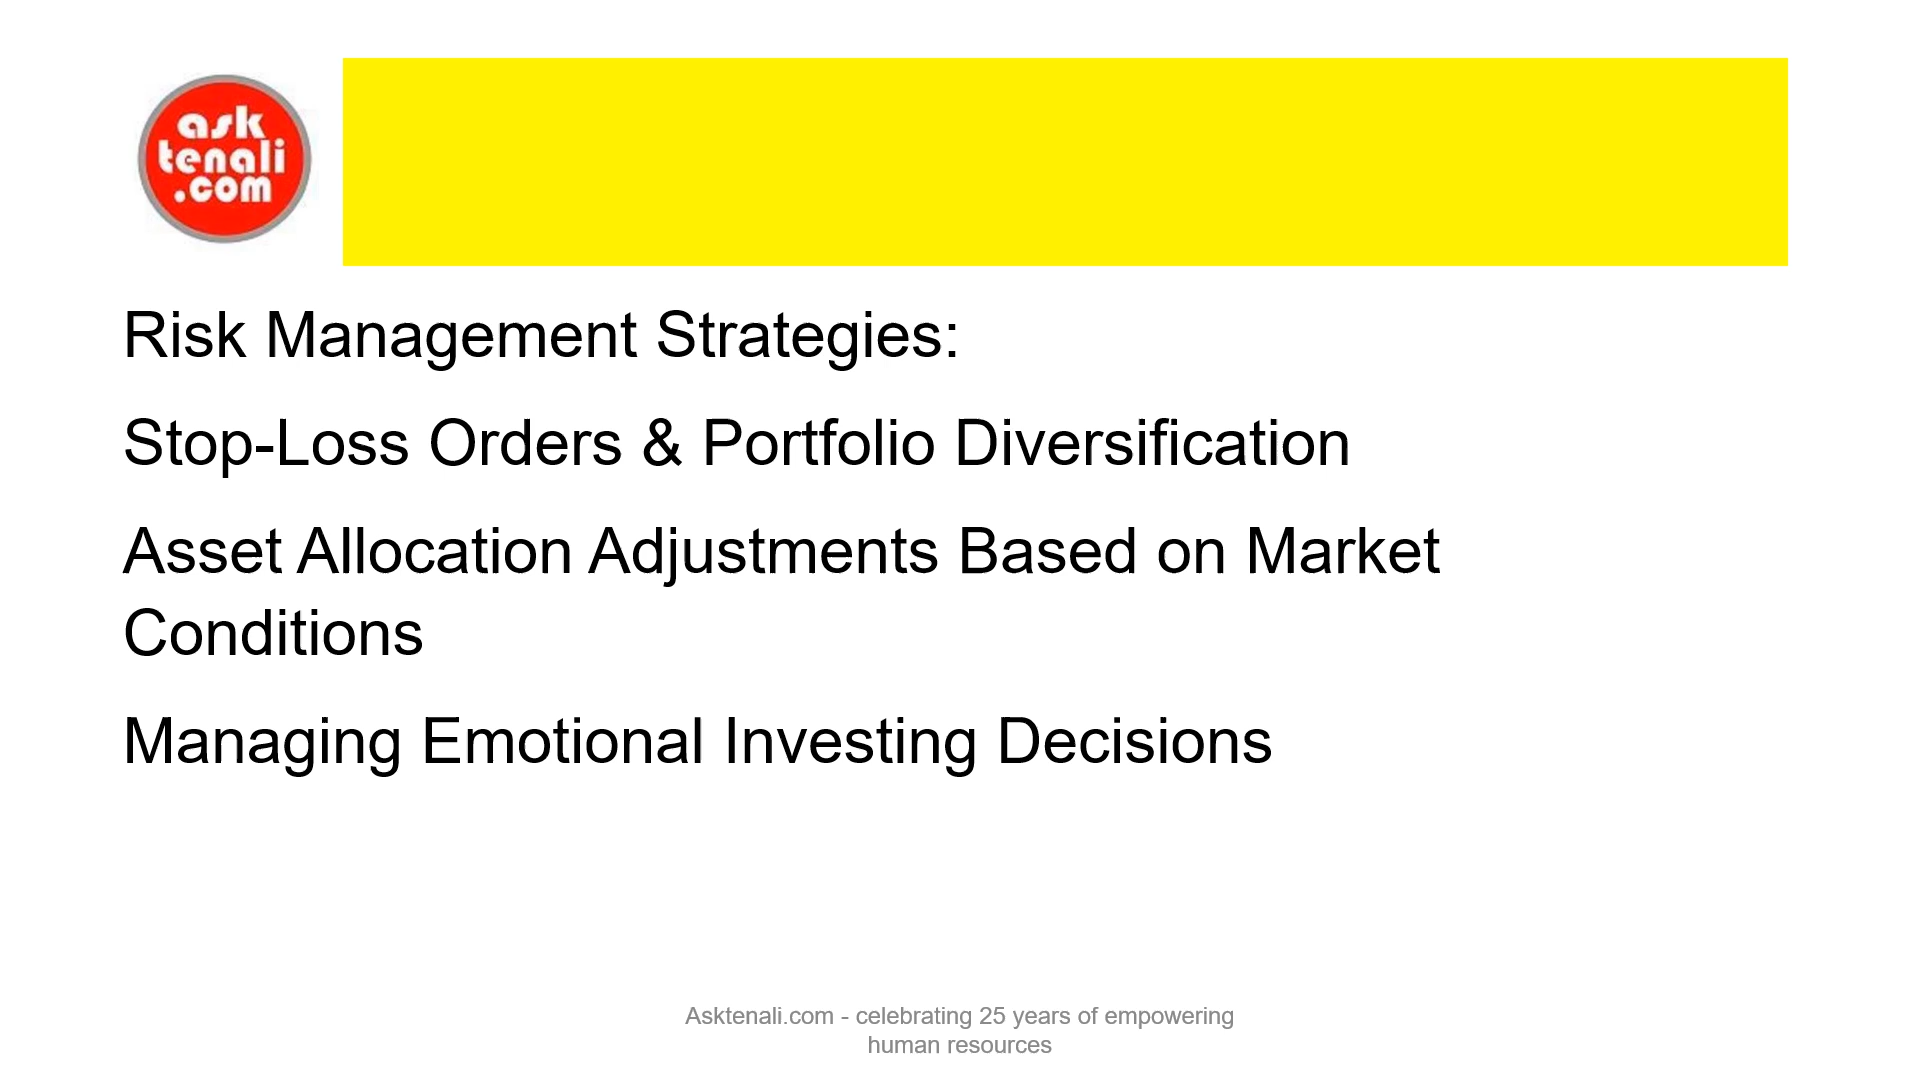 ask
tenali
.com
Risk Management Strategies:
Stop-Loss Orders & Portfolio Diversification
Asset Allocation Adjustments Based on Market
Conditions
Managing Emotional Investing Decisions
Asktenali.com - celebrating 25 years of empowering
human resources